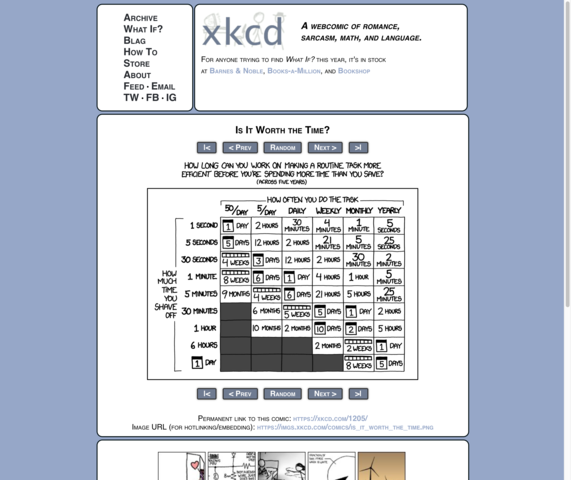 Archive
What If?
Blag
How To
Store
About
Feed · Email
TW · FB · IG
xkcd
A webcomic of romance,
sarcasm, math, and language.
For anyone trying to find What If? this year, it's in stock
at Barnes & Noble, Books-a-Million, and Bookshop
Is It Worth the Time?
|<
< Prev
Random
Next >
>|
HOW LONG CAN YOU WORK ON MAKING A ROUTINE TASK MORE
EFFICIENT BEFORE YOU'RE SPENDING MORE TIME THAN YOU SAVE?
(ACROSS FIVE YEARS)
HOW OFTEN YOU DO THE TASK
50/DAY 5/DAY DAILY WEEKLY MONTHLY YEARLY
HOW MUCH TIME YOU SHAVE OFF
1 SECOND 1 DAY 2 HOURS 30 MINUTES 4 MINUTES 1 MINUTE 5 SECONDS
5 SECONDS 5 DAYS 12 HOURS 2 HOURS 21 MINUTES 5 MINUTES 25 SECONDS
30 SECONDS 4 WEEKS 3 DAYS 12 HOURS 2 HOURS 30 MINUTES 2 MINUTES
1 MINUTE 8 WEEKS 6 DAYS 1 DAY 4 HOURS 1 HOUR 5 MINUTES
5 MINUTES 9 MONTHS 4 WEEKS 6 DAYS 21 HOURS 5 HOURS 25 MINUTES
30 MINUTES 6 MONTHS 5 WEEKS 5 DAYS 1 DAY 2 HOURS
1 HOUR 10 MONTHS 2 MONTHS 10 DAYS 2 DAYS 5 HOURS
6 HOURS 2 MONTHS 2 WEEKS 1 DAY
1 DAY 8 WEEKS 5 DAYS
|<
< Prev
Random
Next >
>|
Permanent link to this comic: https://xkcd.com/1205/
Image URL (for hotlinking/embedding): https://imgs.xkcd.com/comics/is_it_worth_the_time.png